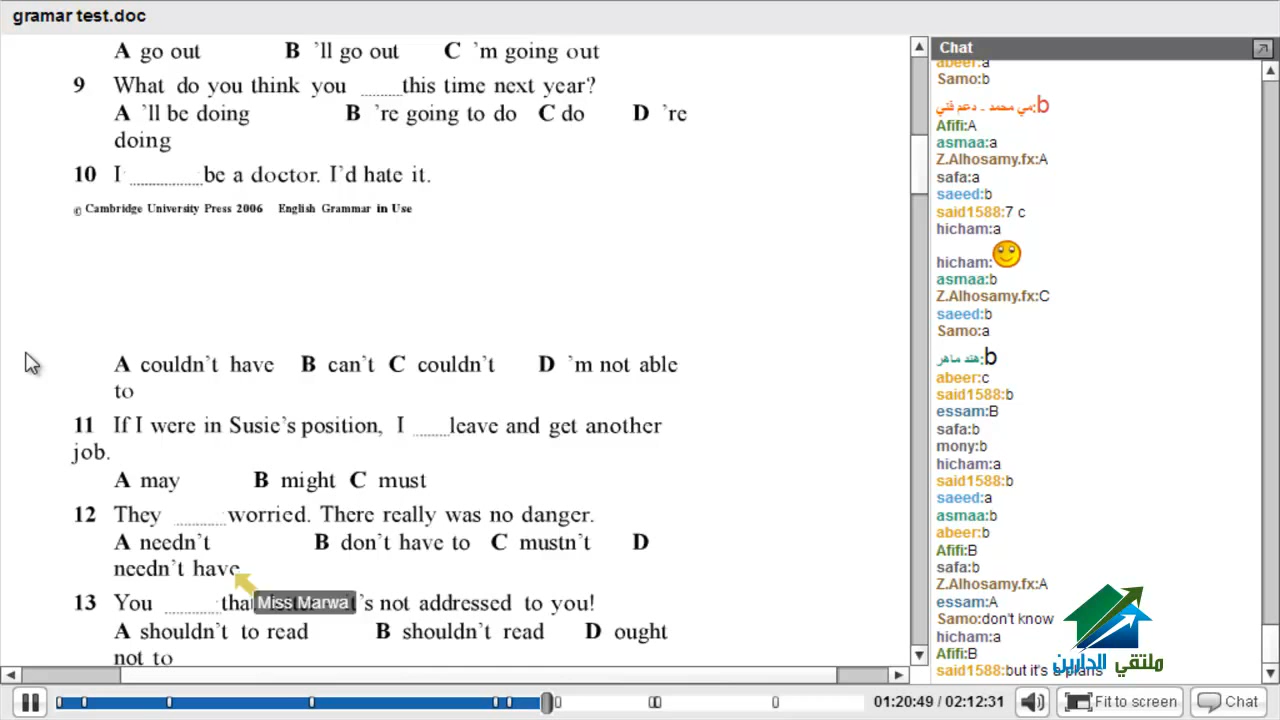 gramar test.doc
A go out B ’ll go out C ’m going out
9 What do you think you ......... this time next year?
A ’ll be doing B ’re going to do C do D ’re
doing
10 I ................ be a doctor. I’d hate it.
© Cambridge University Press 2006 English Grammar in Use
A couldn’t have B can’t C couldn’t D ’m not able
to
11 If I were in Susie’s position, I ........ leave and get another
job.
A may B might C must
12 They ........... worried. There really was no danger.
A needn’t B don’t have to C mustn’t D
needn’t have
Miss Marwa
13 You ............ ’s not addressed to you!
A shouldn’t to read B shouldn’t read D ought
not to
Chat
abeer:a
Samo:b
مي محمد - دعم فني:b
Afifi:A
asmaa:a
Z.Alhosamy.fx:A
safa:a
saeed:b
said1588:7 c
hicham:a
hicham:
asmaa:b
Z.Alhosamy.fx:C
saeed:b
Samo:a
هند ماهر:b
abeer:c
said1588:b
essam:B
safa:b
mony:b
hicham:a
said1588:b
saeed:a
asmaa:b
abeer:b
Afifi:B
safa:b
Z.Alhosamy.fx:A
essam:A
Samo:don't know
hicham:a
Afifi:B
said1588:but it's a plans
ملتقي الدارين
01:20:49 / 02:12:31
Fit to screen
Chat